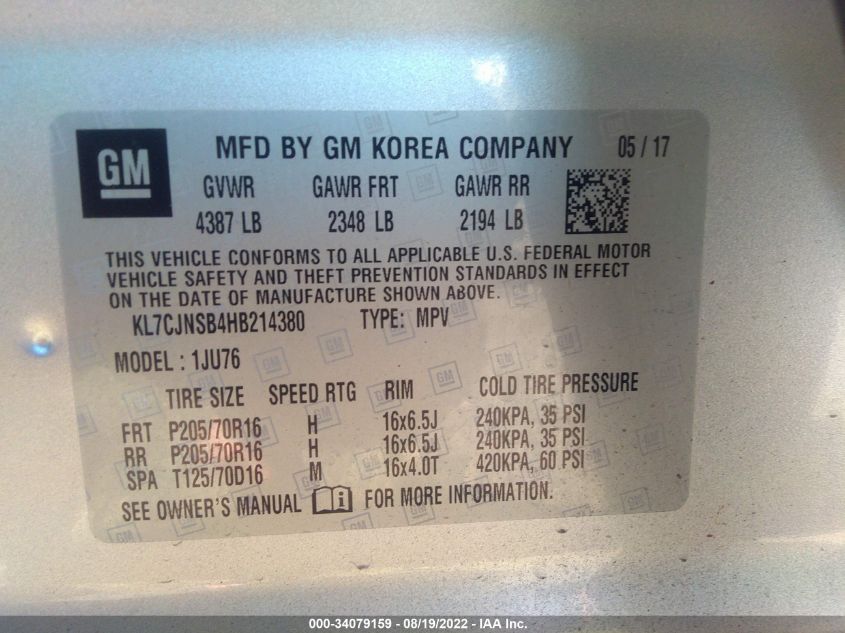 GM MFD BY GM KOREA COMPANY 05 / 17
GVWR GAWR FRT GAWR RR
4387 LB 2348 LB 2194 LB
THIS VEHICLE CONFORMS TO ALL APPLICABLE U.S. FEDERAL MOTOR
VEHICLE SAFETY AND THEFT PREVENTION STANDARDS IN EFFECT
ON THE DATE OF MANUFACTURE SHOWN ABOVE.
KL7CJNSB4HB214380 TYPE: MPV
MODEL : 1JU76
TIRE SIZE SPEED RTG RIM COLD TIRE PRESSURE
FRT P205/70R16 H 16x6.5J 240KPA, 35 PSI
RR P205/70R16 H 16x6.5J 240KPA, 35 PSI
SPA T125/70D16 M 16x4.0T 420KPA, 60 PSI
SEE OWNER'S MANUAL FOR MORE INFORMATION.
000-34079159 - 08/19/2022 - IAA Inc.